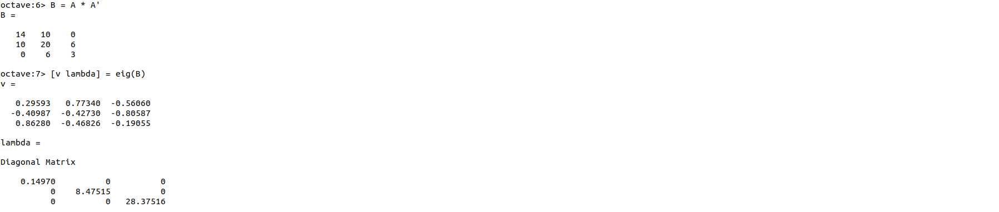 octave:6> B = A * A'
B =
14 10 0
10 20 6
0 6 3
octave:7> [v lambda] = eig(B)
v =
0.29593 0.77340 -0.56060
-0.40987 -0.42730 -0.80587
0.86280 -0.46826 -0.19055
lambda =
Diagonal Matrix
0.14970 0 0
0 8.47515 0
0 0 28.37516